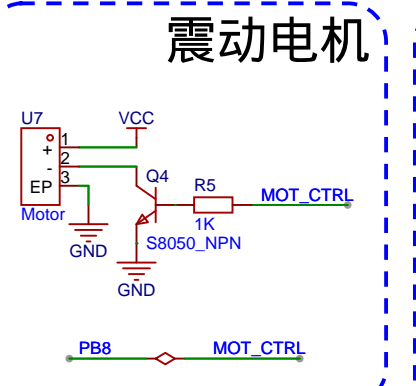 震动电机
U7
VCC
1
+
2
-
3
EP
Motor
GND
Q4
S8050_NPN
GND
R5
1K
MOT_CTRL
PB8
MOT_CTRL